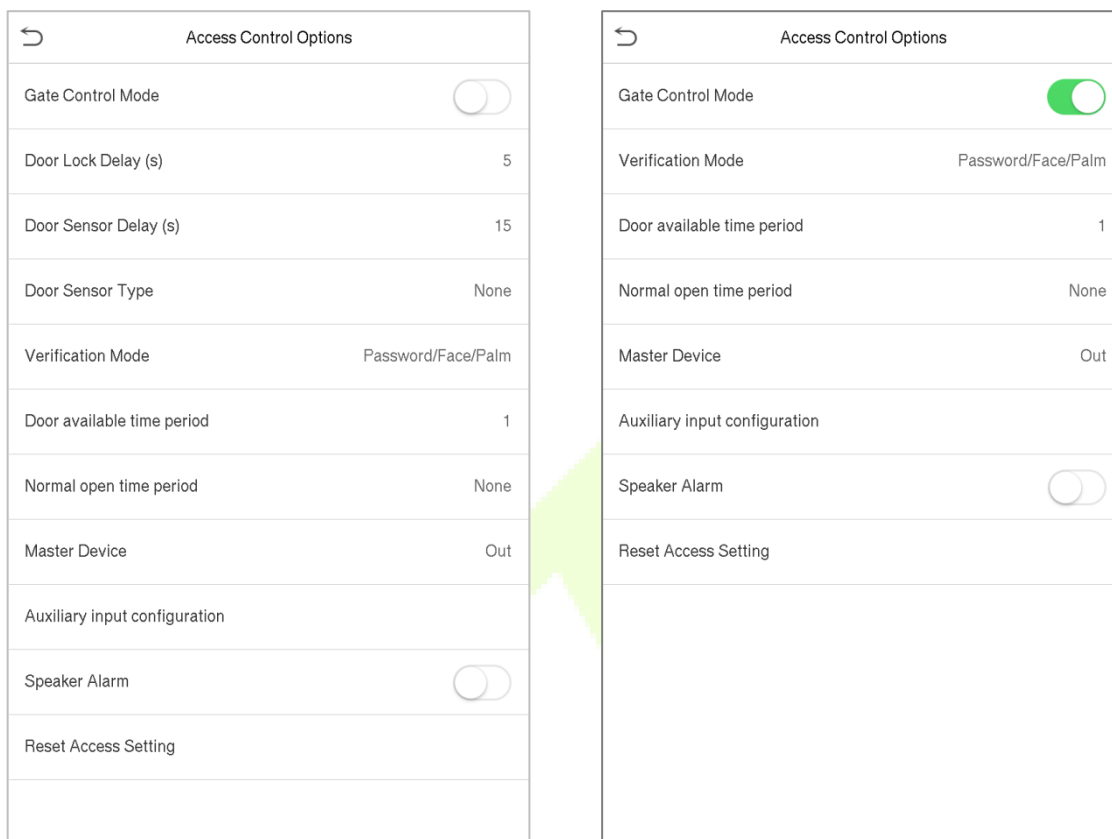 Access Control Options
Gate Control Mode
Door Lock Delay (s) 5
Door Sensor Delay (s) 15
Door Sensor Type None
Verification Mode Password/Face/Palm
Door available time period 1
Normal open time period None
Master Device Out
Auxiliary input configuration
Speaker Alarm
Reset Access Setting
Access Control Options
Gate Control Mode
Verification Mode Password/Face/Palm
Door available time period 1
Normal open time period None
Master Device Out
Auxiliary input configuration
Speaker Alarm
Reset Access Setting